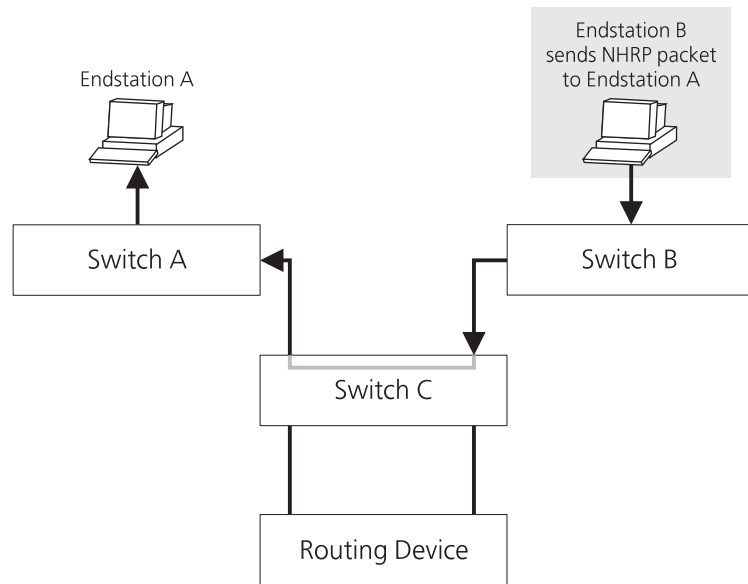 Endstation B
sends NHRP packet
to Endstation A
Endstation A
Switch A
Switch B
Switch C
Routing Device